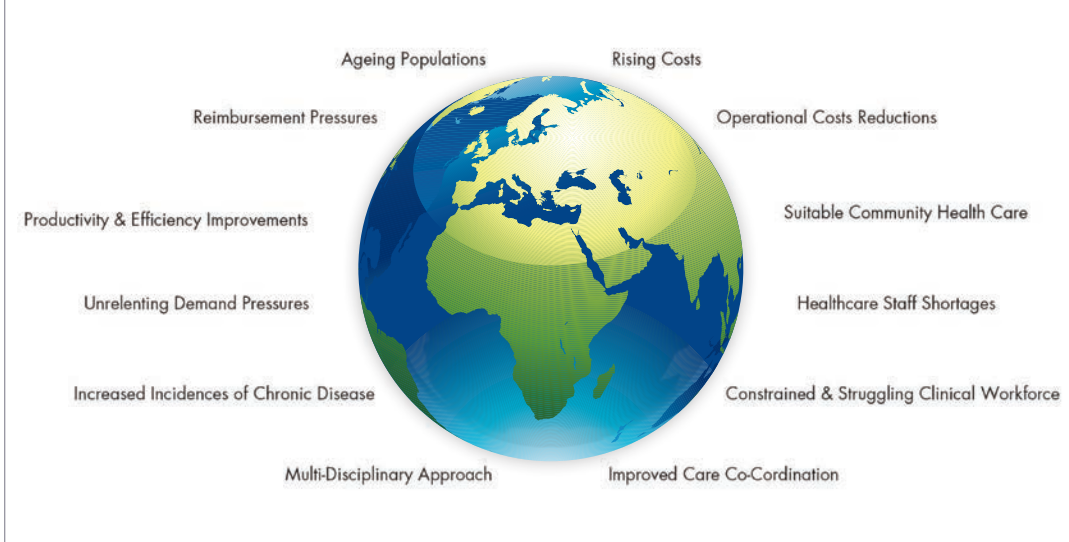 Ageing Populations
Rising Costs
Reimbursement Pressures
Operational Costs Reductions
Productivity & Efficiency Improvements
Suitable Community Health Care
Unrelenting Demand Pressures
Healthcare Staff Shortages
Increased Incidences of Chronic Disease
Constrained & Struggling Clinical Workforce
Multi-Disciplinary Approach
Improved Care Co-Cordination